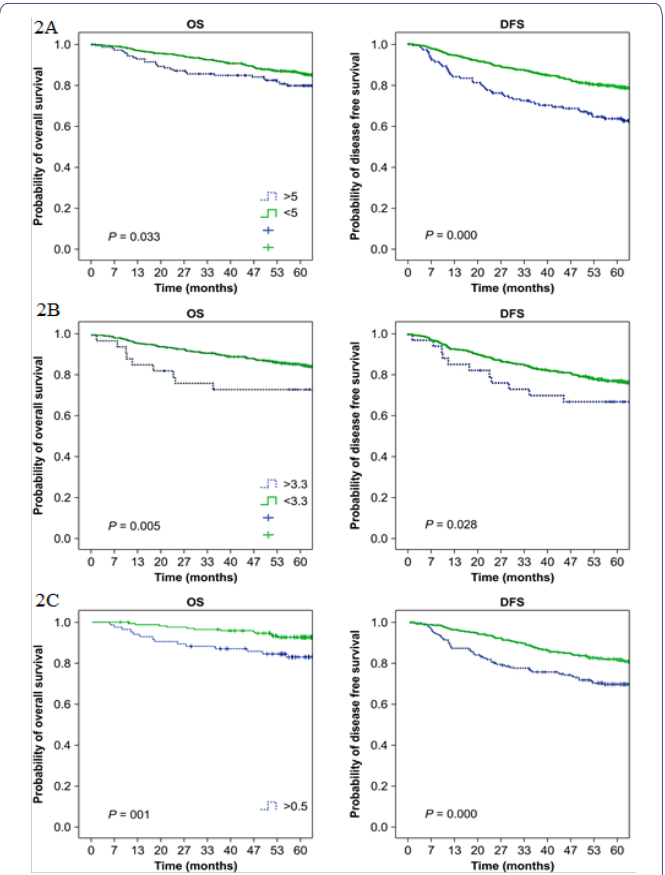 2A
OS
DFS
Probability of overall survival
1.0
0.8
0.6
0.4
0.2
0.0
>5
<5
P = 0.033
0 7 13 20 27 33 40 47 53 60
Time (months)
Probability of disease free survival
1.0
0.8
0.6
0.4
0.2
0.0
P = 0.000
0 7 13 20 27 33 40 47 53 60
Time (months)
2B
OS
DFS
Probability of overall survival
1.0
0.8
0.6
0.4
0.2
0.0
>3.3
<3.3
P = 0.005
0 7 13 20 27 33 40 47 53 60
Time (months)
Probability of disease free survival
1.0
0.8
0.6
0.4
0.2
0.0
P = 0.028
0 7 13 20 27 33 40 47 53 60
Time (months)
2C
OS
DFS
Probability of overall survival
1.0
0.8
0.6
0.4
0.2
0.0
>0.5
P = 001
0 7 13 20 27 33 40 47 53 60
Time (months)
Probability of disease free survival
1.0
0.8
0.6
0.4
0.2
0.0
P = 0.000
0 7 13 20 27 33 40 47 53 60
Time (months)